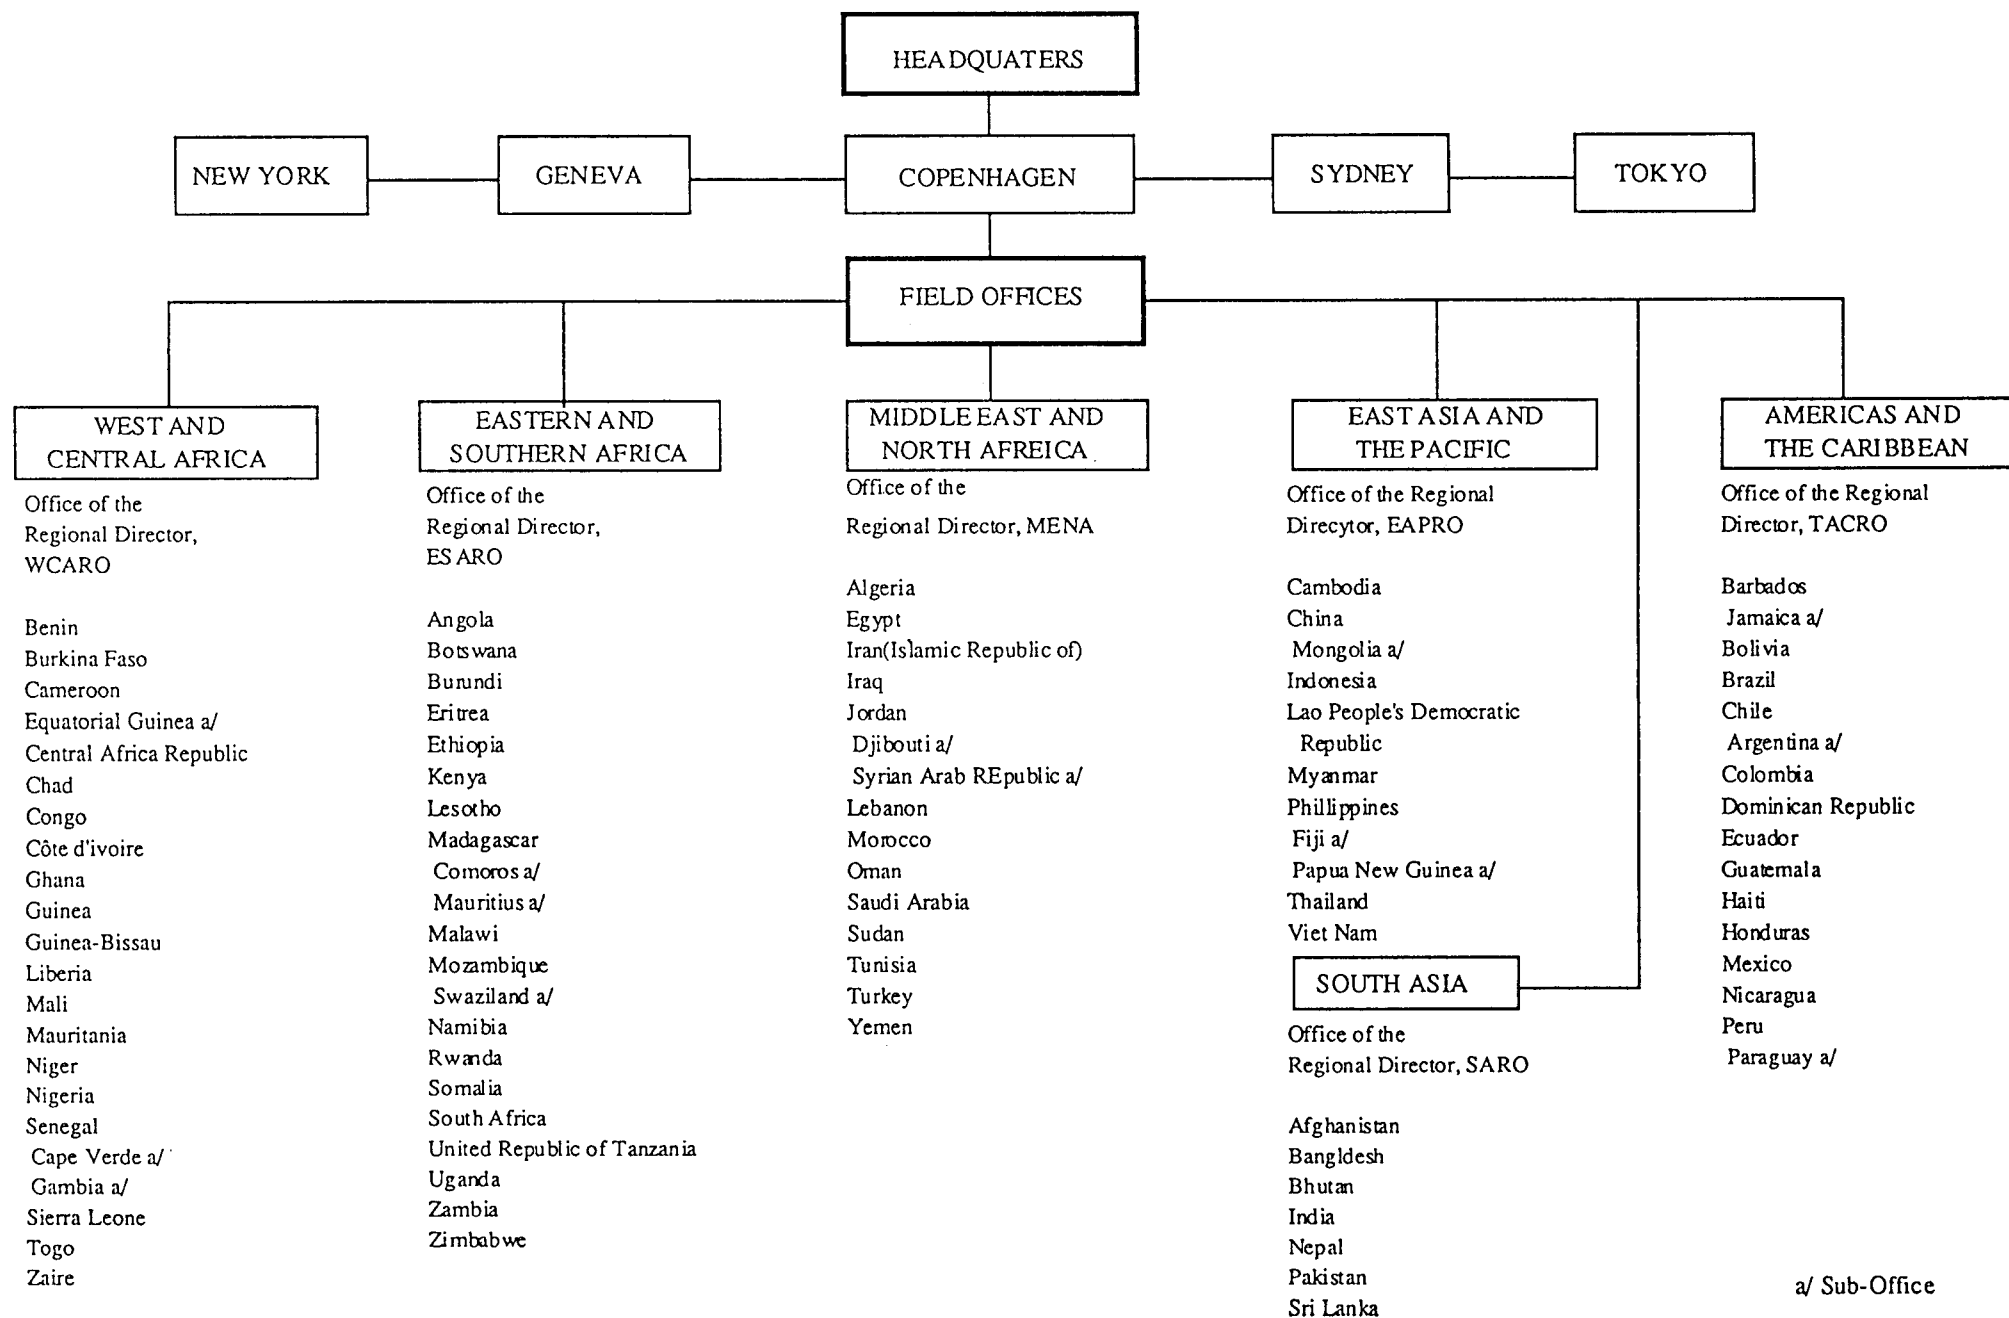 HEADQUATERS
NEW YORK
GENEVA
COPENHAGEN
SYDNEY
TOKYO
FIELD OFFICES
WEST AND
CENTRAL AFRICA
Office of the
Regional Director,
WCARO
Benin
Burkina Faso
Cameroon
Equatorial Guinea a/
Central Africa Republic
Chad
Congo
Côte d'ivoire
Ghana
Guinea
Guinea-Bissau
Liberia
Mali
Mauritania
Niger
Nigeria
Senegal
Cape Verde a/
Gambia a/
Sierra Leone
Togo
Zaire
EASTERN AND
SOUTHERN AFRICA
Office of the
Regional Director,
ESARO
Angola
Botswana
Burundi
Eritrea
Ethiopia
Kenya
Lesotho
Madagascar
Comoros a/
Mauritius a/
Malawi
Mozambique
Swaziland a/
Namibia
Rwanda
Somalia
South Africa
United Republic of Tanzania
Uganda
Zambia
Zimbabwe
MIDDLE EAST AND
NORTH AFREICA
Office of the
Regional Director, MENA
Algeria
Egypt
Iran(Islamic Republic of)
Iraq
Jordan
Djibouti a/
Syrian Arab REpublic a/
Lebanon
Morocco
Oman
Saudi Arabia
Sudan
Tunisia
Turkey
Yemen
EAST ASIA AND
THE PACIFIC
Office of the Regional
Direcytor, EAPRO
Cambodia
China
Mongolia a/
Indonesia
Lao People's Democratic
Republic
Myanmar
Phillippines
Fiji a/
Papua New Guinea a/
Thailand
Viet Nam
SOUTH ASIA
Office of the
Regional Director, SARO
Afghanistan
Bangldesh
Bhutan
India
Nepal
Pakistan
Sri Lanka
AMERICAS AND
THE CARIBBEAN
Office of the Regional
Director, TACRO
Barbados
Jamaica a/
Bolivia
Brazil
Chile
Argentina a/
Colombia
Dominican Republic
Ecuador
Guatemala
Haiti
Honduras
Mexico
Nicaragua
Peru
Paraguay a/
a/ Sub-Office